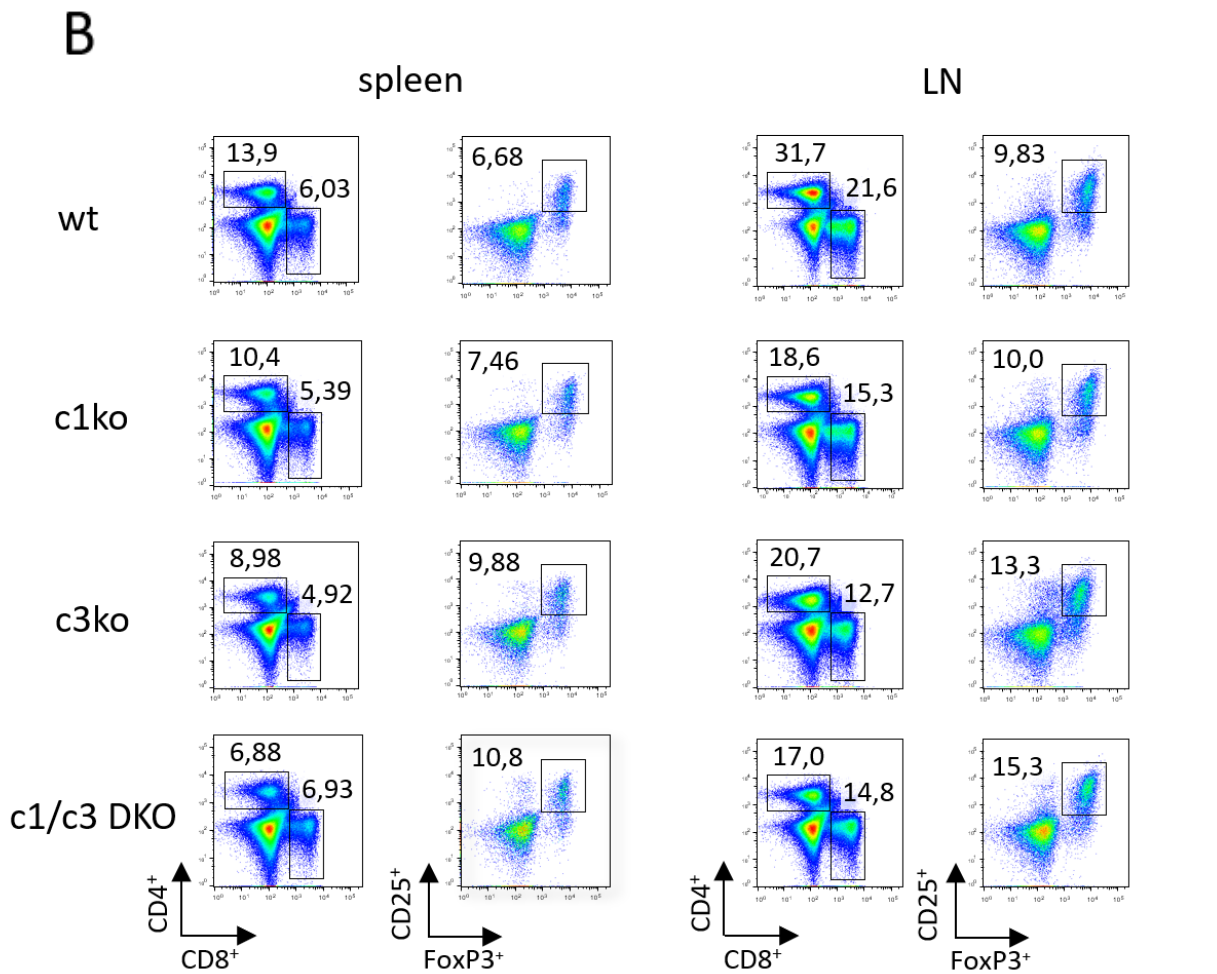 B
spleen LN
wt
13,9
6,03
6,68
31,7
21,6
9,83
c1ko
10,4
5,39
7,46
18,6
15,3
10,0
c3ko
8,98
4,92
9,88
20,7
12,7
13,3
c1/c3 DKO
6,88
6,93
10,8
17,0
14,8
15,3
CD4+
CD8+
CD25+
FoxP3+
CD4+
CD8+
CD25+
FoxP3+